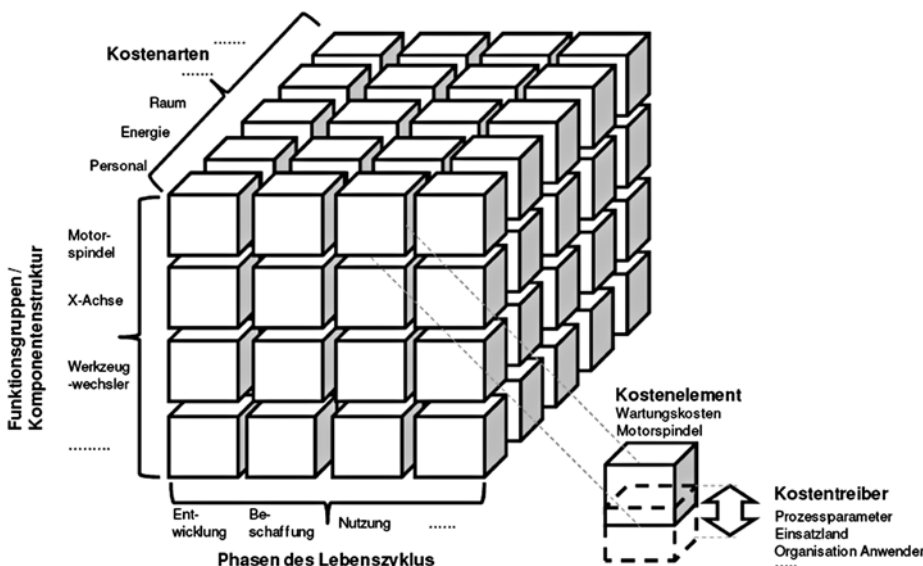 ........
Kostenarten
........
Raum
Energie
Personal
Funktionsgruppen /
Komponentenstruktur
Motor-
spindel
X-Achse
Werkzeug
-wechsler
.........
Ent-
wicklung
Be-
schaffung
Nutzung
......
Phasen des Lebenszyklus
Kostenelement
Wartungskosten
Motorspindel
Kostentreiber
Prozessparameter
Einsatzland
Organisation Anwender
.....